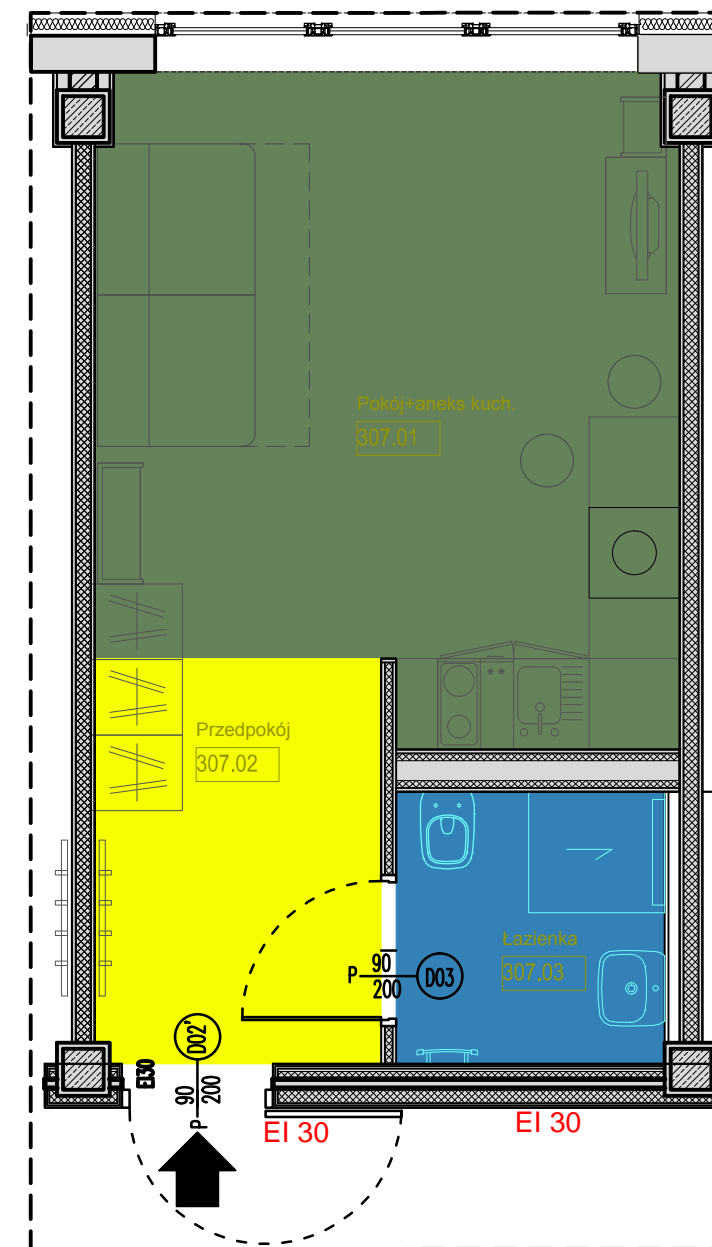 Pokój+aneks kuch.
307.01
Przedpokój
307.02
Łazienka
307.03
P 90
200
D03
D02'
EI30
P 90
200
EI 30
EI 30